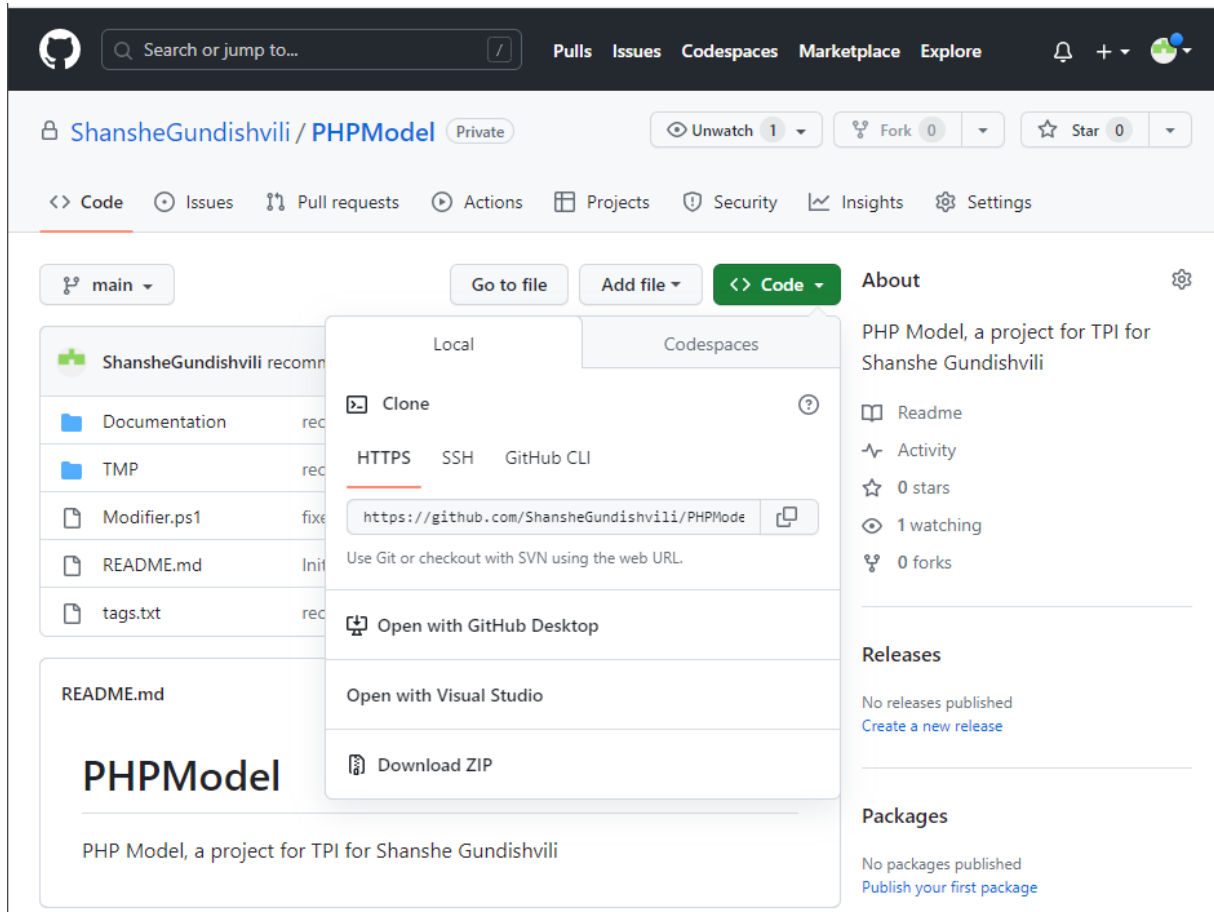 Search or jump to... /
Pulls Issues Codespaces Marketplace Explore
ShansheGundishvili / PHPModel Private
Unwatch 1 Fork 0 Star 0
Code Issues Pull requests Actions Projects Security Insights Settings
main Go to file Add file Code
Local Codespaces
Clone
HTTPS SSH GitHub CLI
https://github.com/ShansheGundishvili/PHPMode
Use Git or checkout with SVN using the web URL.
Open with GitHub Desktop
Open with Visual Studio
Download ZIP
ShansheGundishvili
Documentation
TMP
Modifier.ps1
README.md
tags.txt
README.md
PHPModel
PHP Model, a project for TPI for Shanshe Gundishvili
About
PHP Model, a project for TPI for
Shanshe Gundishvili
Readme
Activity
0 stars
1 watching
0 forks
Releases
No releases published
Create a new release
Packages
No packages published
Publish your first package